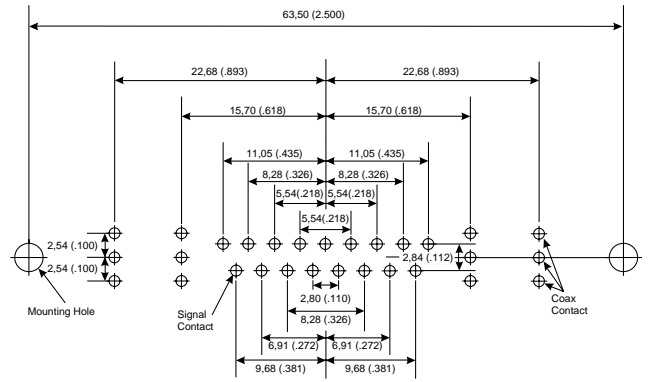 63,50 (2.500)
22,68 (.893) 22,68 (.893)
15,70 (.618) 15,70 (.618)
11,05 (.435) 11,05 (.435)
8,28 (.326) 8,28 (.326)
5,54(.218) 5,54(.218)
5,54(.218)
2,54 (.100)
2,84 (.112)
2,54 (.100)
Mounting Hole
Signal
Contact
Coax
Contact
2,80 (.110)
8,28 (.326)
6,91 (.272) 6,91 (.272)
9,68 (.381) 9,68 (.381)